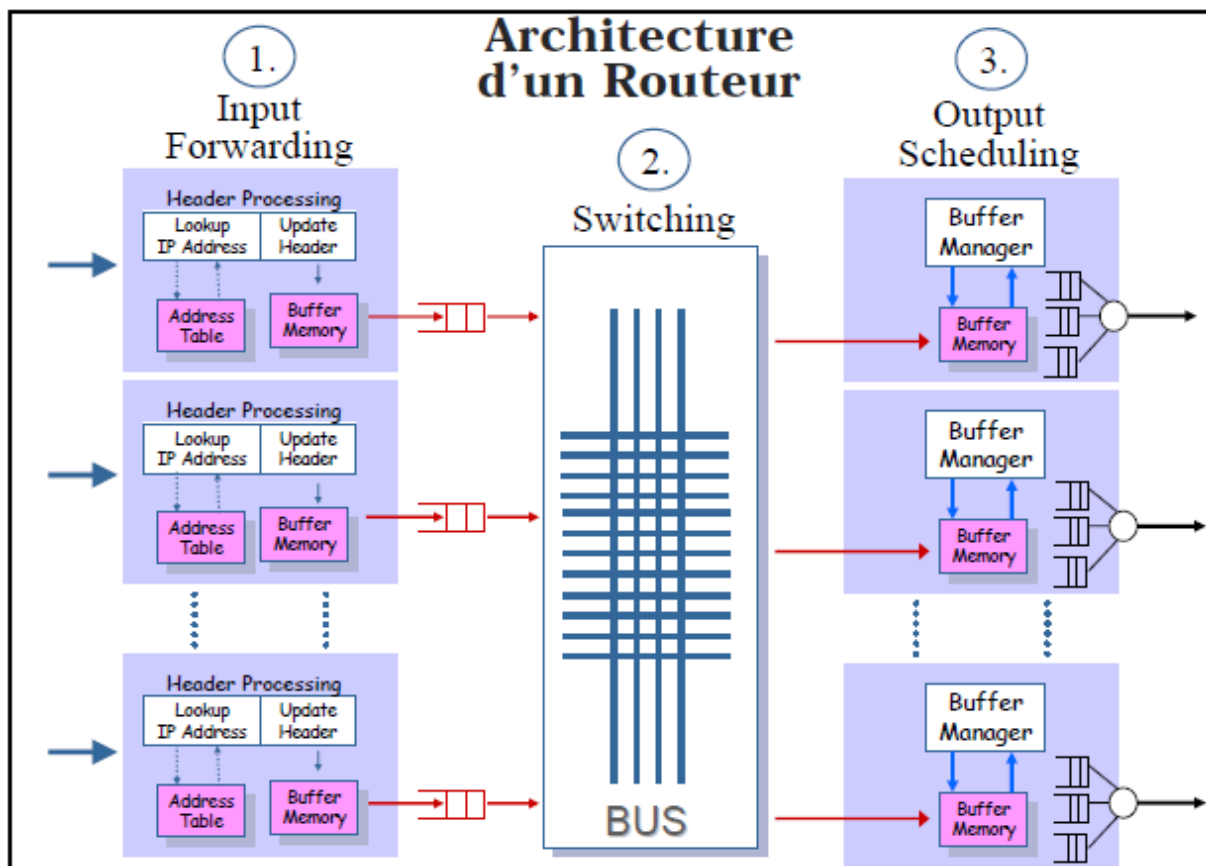 Architecture
d'un Routeur
1.
Input
Forwarding
2.
Switching
3.
Output
Scheduling
Header Processing
Lookup
IP Address
Update
Header
Address
Table
Buffer
Memory
Header Processing
Lookup
IP Address
Update
Header
Address
Table
Buffer
Memory
Header Processing
Lookup
IP Address
Update
Header
Address
Table
Buffer
Memory
BUS
Buffer
Manager
Buffer
Memory
Buffer
Manager
Buffer
Memory
Buffer
Manager
Buffer
Memory